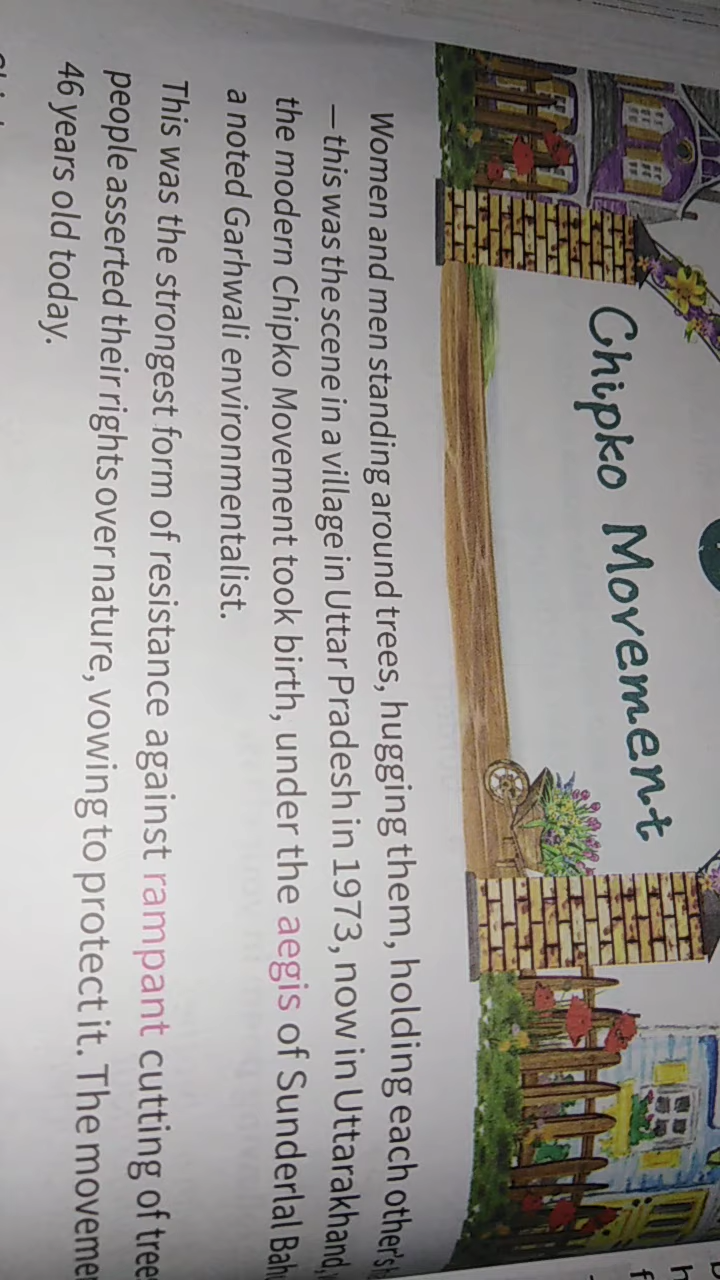 Chipko Movement
Women and men standing around trees, hugging them, holding each other's
– this was the scene in a village in Uttar Pradesh in 1973, now in Uttarakhand,
the modern Chipko Movement took birth, under the aegis of Sunderlal
a noted Garhwali environmentalist.
This was the strongest form of resistance against rampant cutting of
people asserted their rights over nature, vowing to protect it. The
46 years old today.